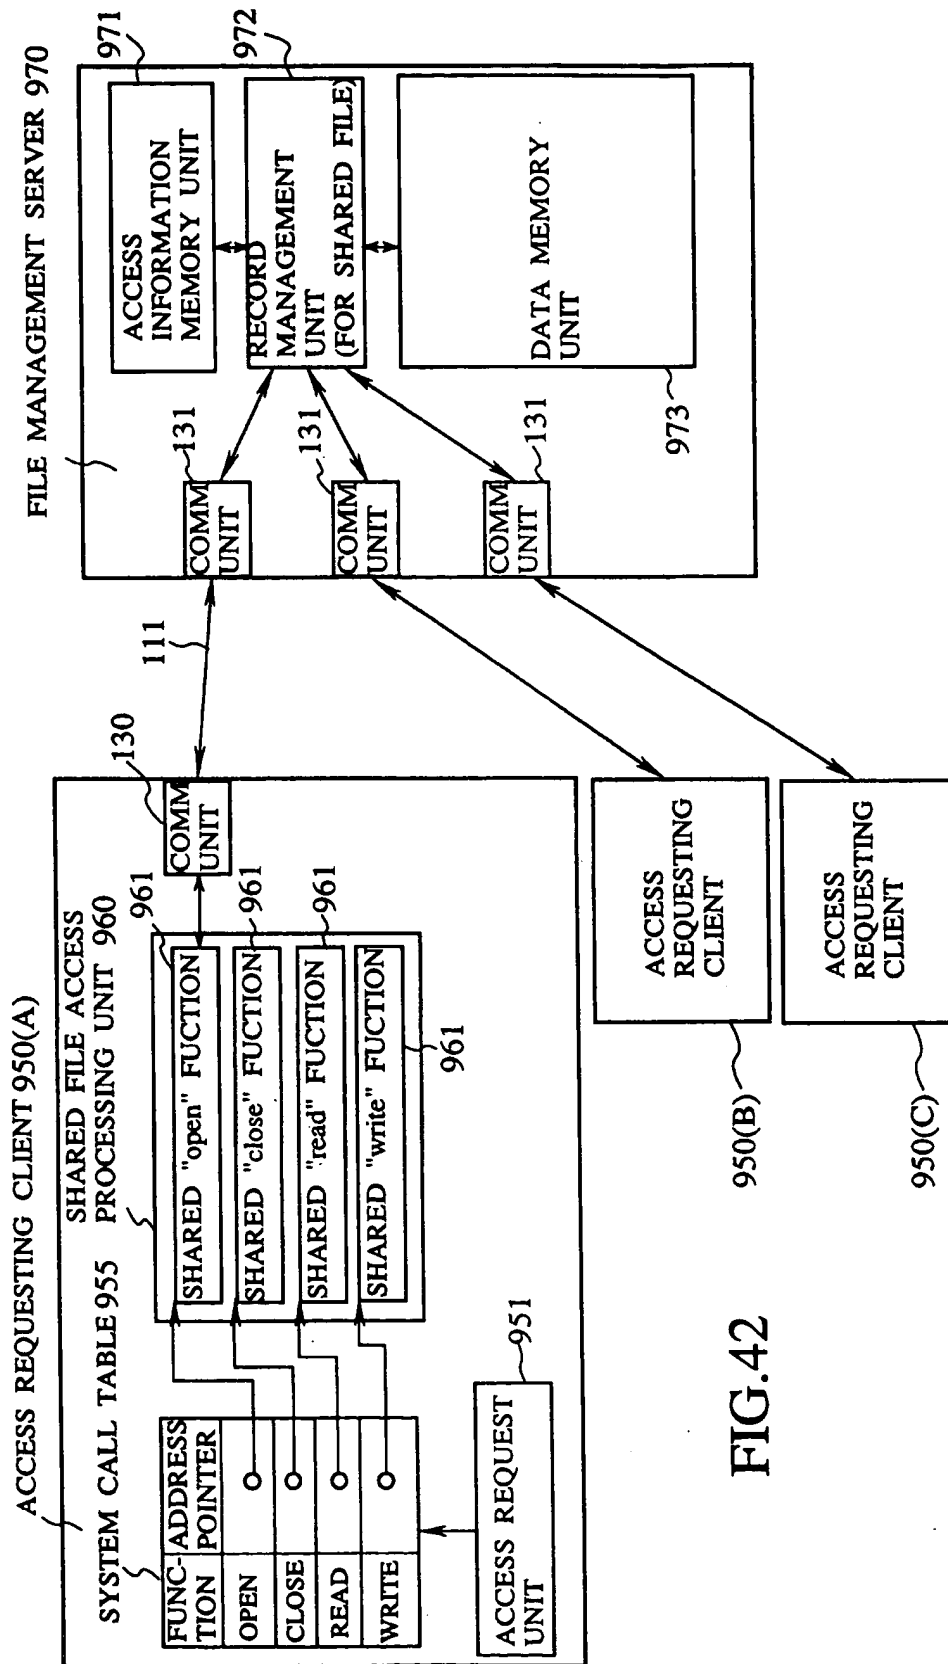 ACCESS REQUESTING CLIENT 950(A)
SYSTEM CALL TABLE 955
FUNC-
TION
ADDRESS
POINTER
OPEN
CLOSE
READ
WRITE
ACCESS REQUEST
UNIT
951
SHARED FILE ACCESS
PROCESSING UNIT 960
SHARED "open" FUCTION
961
SHARED "close" FUCTION
961
SHARED "read" FUCTION
961
SHARED "write" FUCTION
961
COMM
UNIT
130
111
FILE MANAGEMENT SERVER 970
COMM
UNIT
131
COMM
UNIT
131
COMM
UNIT
131
ACCESS
INFORMATION
MEMORY UNIT
971
RECORD
MANAGEMENT
UNIT
(FOR SHARED FILE)
972
DATA MEMORY
UNIT
973
ACCESS
REQUESTING
CLIENT
950(B)
ACCESS
REQUESTING
CLIENT
950(C)
FIG.42